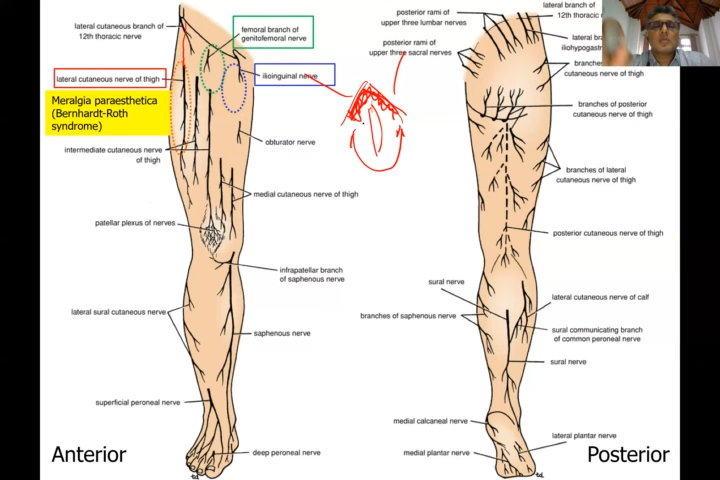 lateral cutaneous branch of
12th thoracic nerve
femoral branch of
genitofemoral nerve
lateral cutaneous nerve of thigh
ilioinguinal nerve
Meralgia paraesthetica
(Bernhardt-Roth
syndrome)
intermediate cutaneous nerve
of thigh
obturator nerve
medial cutaneous nerve of thigh
patellar plexus of nerves
infrapatellar branch
of saphenous nerve
lateral sural cutaneous nerve
saphenous nerve
superficial peroneal nerve
deep peroneal nerve
Anterior
posterior rami of
upper three lumbar nerves
posterior rami of
upper three sacral nerves
lateral branch of
12th thoracic
lateral
iliohypogast
branches
cutaneous nerve of thigh
branches of posterior
cutaneous nerve of thigh
branches of lateral
cutaneous nerve of thigh
posterior cutaneous nerve of thigh
sural nerve
lateral cutaneous nerve of calf
branches of saphenous nerve
sural communicating branch
of common peroneal nerve
sural nerve
medial calcaneal nerve
lateral plantar nerve
medial plantar nerve
Posterior